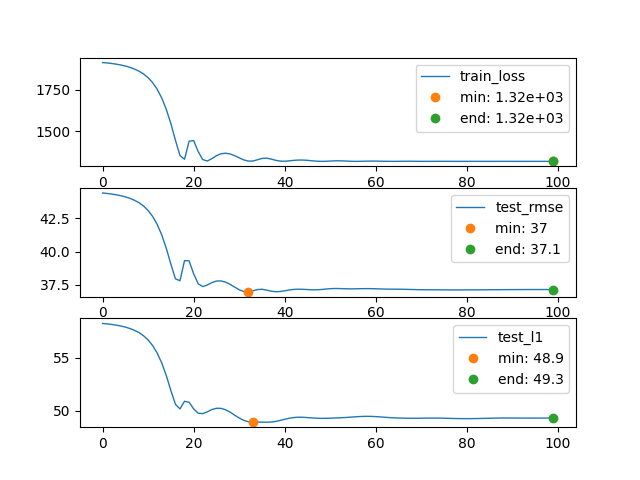 train_loss
min: 1.32e+03
end: 1.32e+03
1750
1500
0 20 40 60 80 100
test_rmse
min: 37
end: 37.1
42.5
40.0
37.5
0 20 40 60 80 100
test_l1
min: 48.9
end: 49.3
55
50
0 20 40 60 80 100